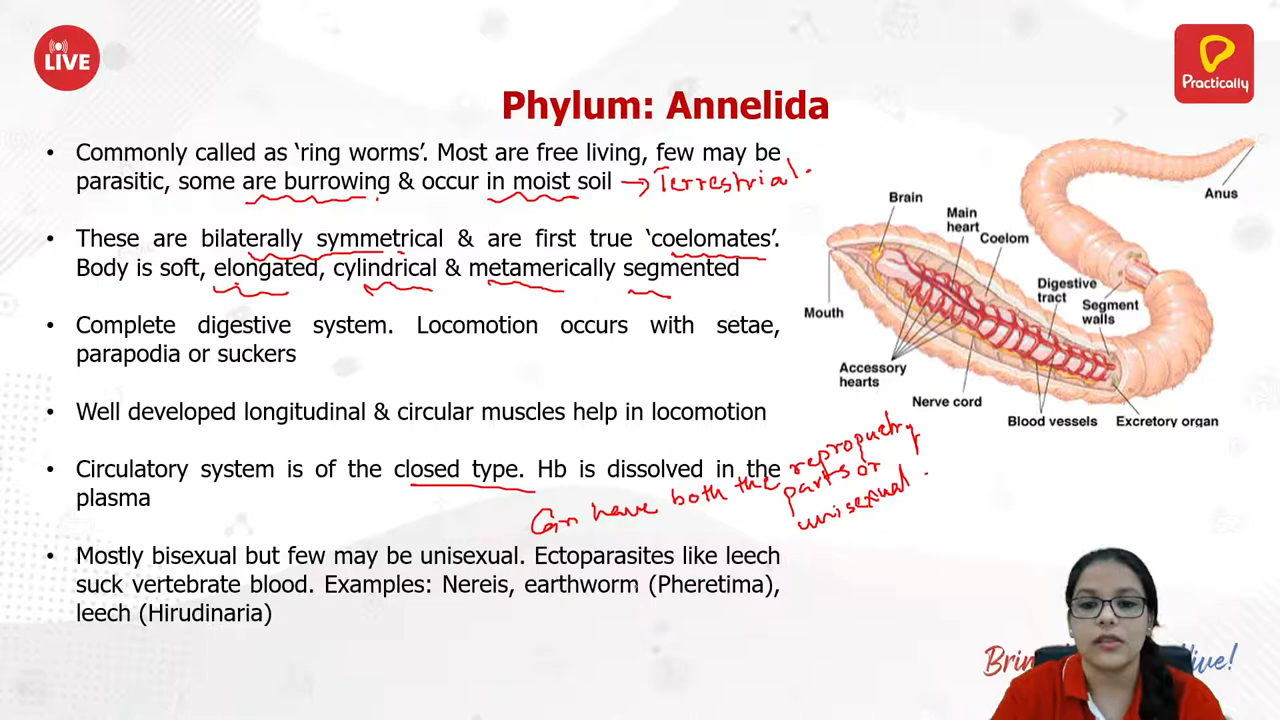 LIVE
Practically
Phylum: Annelida
• Commonly called as ‘ring worms’. Most are free living, few may be
parasitic, some are burrowing & occur in moist soil → Terrestrial.
• These are bilaterally symmetrical & are first true ‘coelomates’.
Body is soft, elongated, cylindrical & metamerically segmented
• Complete digestive system. Locomotion occurs with setae,
parapodia or suckers
• Well developed longitudinal & circular muscles help in locomotion
• Circulatory system is of the closed type. Hb is dissolved in the
plasma
Can have both the
parts or
unisexual.
• Mostly bisexual but few may be unisexual. Ectoparasites like leech
suck vertebrate blood. Examples: Nereis, earthworm (Pheretima),
leech (Hirudinaria)
Brain
Main
heart
Coelom
Anus
Digestive
tract
Segment
walls
Mouth
Accessory
hearts
Nerve cord
Blood vessels
Excretory organ